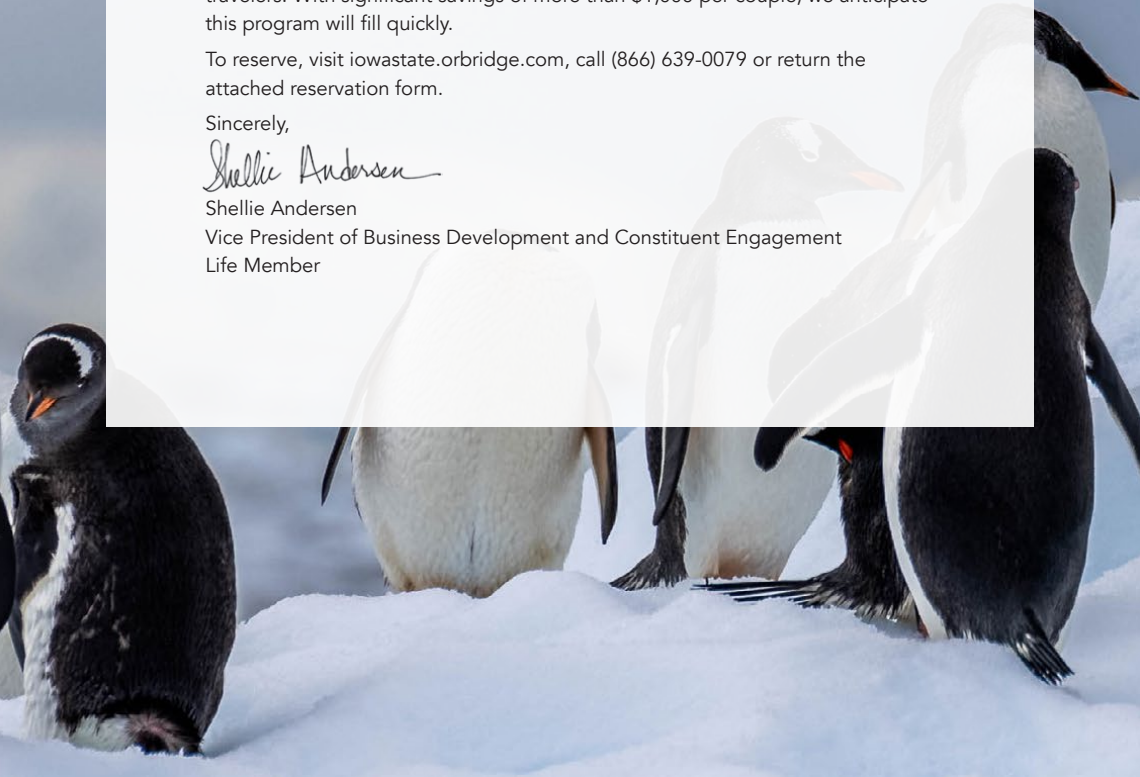 this program will fill quickly.
To reserve, visit iowastate.orbridge.com, call (866) 639-0079 or return the
attached reservation form.
Sincerely,
Shellie Andersen
Shellie Andersen
Vice President of Business Development and Constituent Engagement
Life Member